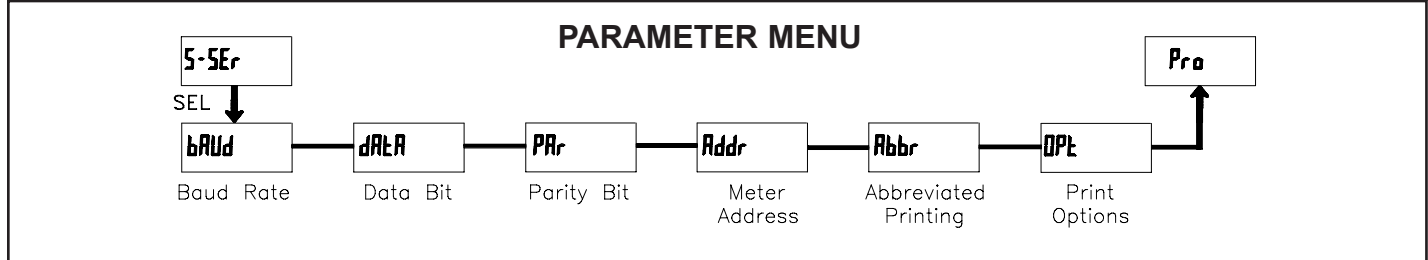 PARAMETER MENU
5-SEr
Pro
SEL
bAUd
dAtA
PAr
Addr
Abbr
OPt
Baud Rate
Data Bit
Parity Bit
Meter
Address
Abbreviated
Printing
Print
Options